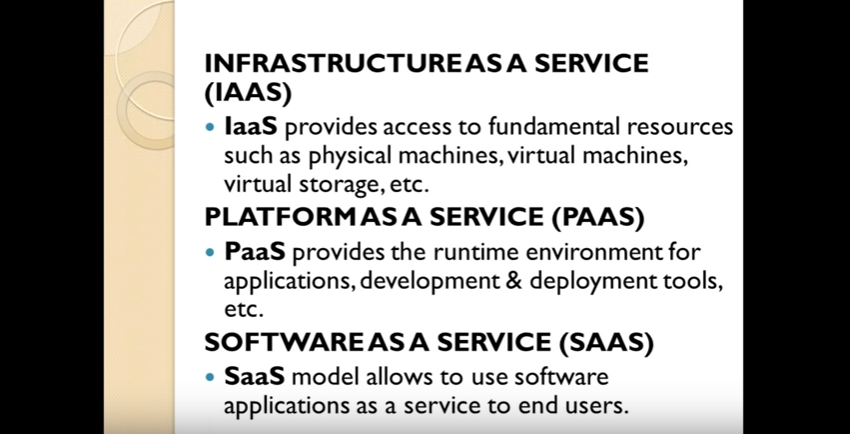 INFRASTRUCTURE AS A SERVICE
(IAAS)
• IaaS provides access to fundamental resources
such as physical machines, virtual machines,
virtual storage, etc.
PLATFORM AS A SERVICE (PAAS)
• PaaS provides the runtime environment for
applications, development & deployment tools,
etc.
SOFTWARE AS A SERVICE (SAAS)
• SaaS model allows to use software
applications as a service to end users.